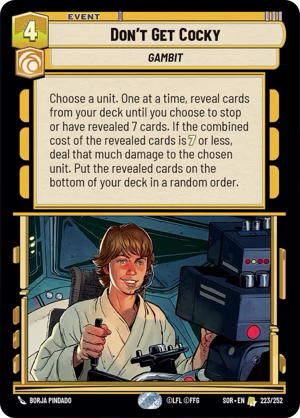 EVENT
4
DON'T GET COCKY
GAMBIT
Choose a unit. One at a time, reveal cards
from your deck until you choose to stop
or have revealed 7 cards. If the combined
cost of the revealed cards is 7 or less,
deal that much damage to the chosen
unit. Put the revealed cards on the
bottom of your deck in a random order.
BORJA PINDADO
©LFL ©FFG
SOR • EN
223/252